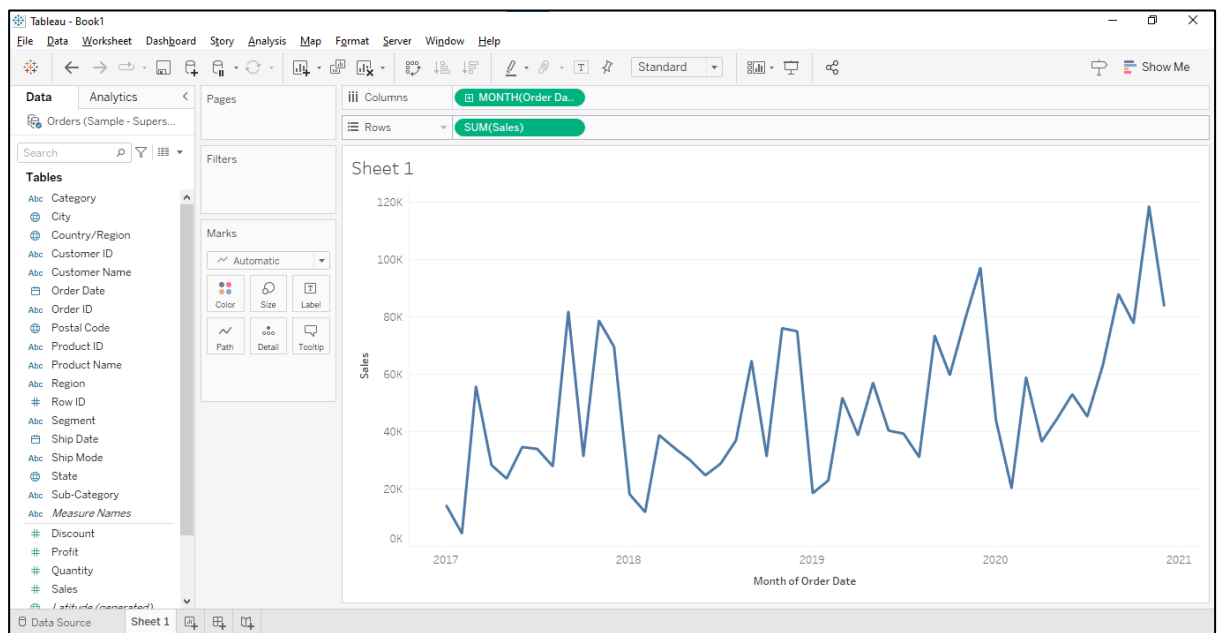 Tableau - Book1
File Data Worksheet Dashboard Story Analysis Map Format Server Window Help
Standard
Show Me
Data Analytics
Orders (Sample - Supers...
Search
Tables
Abc Category
City
Country/Region
Abc Customer ID
Abc Customer Name
Order Date
Abc Order ID
Postal Code
Abc Product ID
Abc Product Name
Abc Region
# Row ID
Abc Segment
Ship Date
Abc Ship Mode
State
Abc Sub-Category
Abc Measure Names
# Discount
# Profit
# Quantity
# Sales
Latitude (generated)
Pages
Filters
Marks
Automatic
Color Size Label
Path Detail Tooltip
Columns MONTH(Order Da..
Rows SUM(Sales)
Sheet 1
120K
100K
80K
60K
40K
20K
0K
Sales
2017 2018 2019 2020 2021
Month of Order Date
Data Source Sheet 1